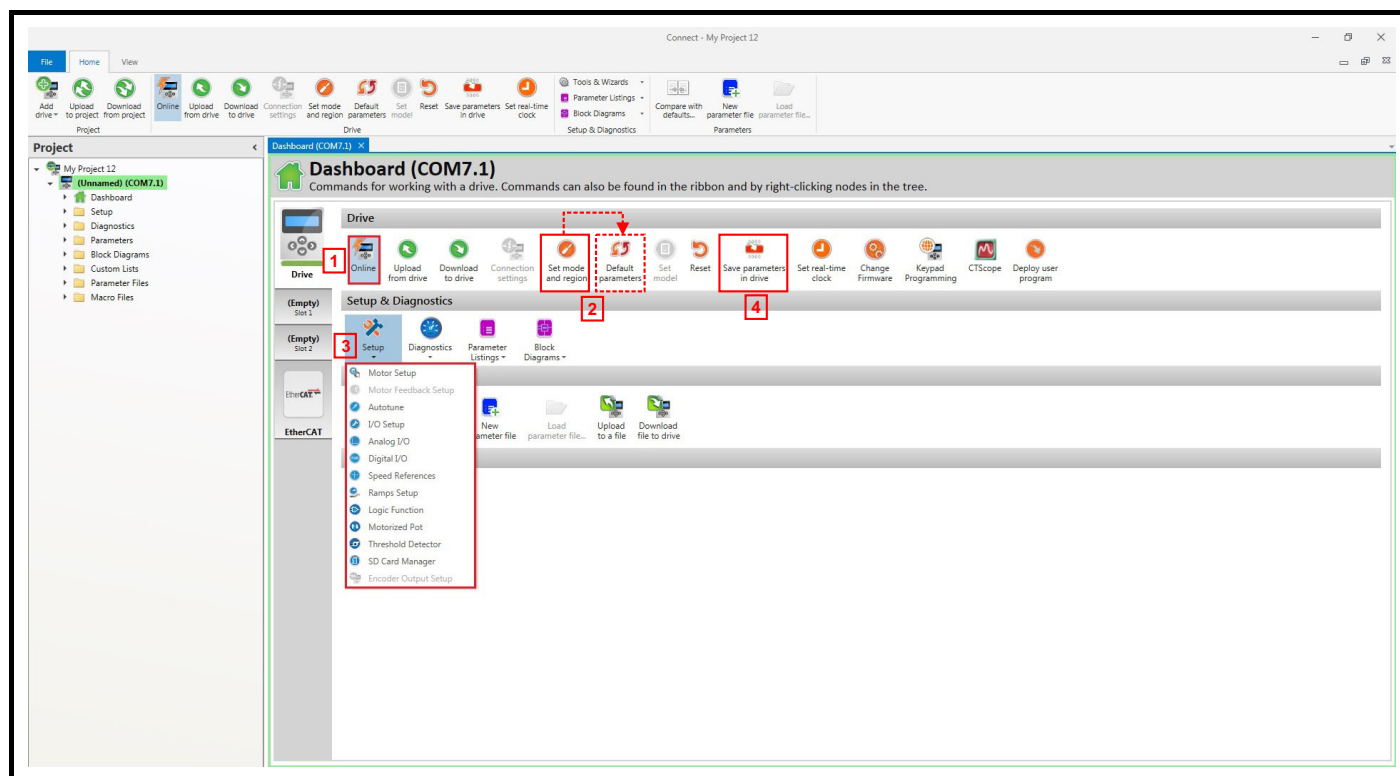 Connect - My Project 12
File Home View
Add drive
Upload to project
Download from project
Online
Upload from drive
Download to drive
Connection settings
Set mode and region
Default parameters
Set model
Reset
Save parameters in drive
Set real-time clock
Tools & Wizards
Parameter Listings
Block Diagrams
Compare with defaults...
New parameter file
Load parameter file...
Project
Drive
Setup & Diagnostics
Parameters
Project
My Project 12
(Unnamed) (COM7.1)
Dashboard
Setup
Diagnostics
Parameters
Block Diagrams
Custom Lists
Parameter Files
Macro Files
Dashboard (COM7.1)
Dashboard (COM7.1)
Commands for working with a drive. Commands can also be found in the ribbon and by right-clicking nodes in the tree.
Drive
(Empty)
Slot 1
(Empty)
Slot 2
EtherCAT
EtherCAT
Drive
1
Online
Upload from drive
Download to drive
Connection settings
Set mode and region
Default parameters
Set model
Reset
Save parameters in drive
Set real-time clock
Change Firmware
Keypad Programming
CTScope
Deploy user program
2
4
Setup & Diagnostics
3
Setup
Diagnostics
Parameter Listings
Block Diagrams
Motor Setup
Motor Feedback Setup
Autotune
I/O Setup
Analog I/O
Digital I/O
Speed References
Ramps Setup
Logic Function
Motorized Pot
Threshold Detector
SD Card Manager
Encoder Output Setup
New
ameter file
Load parameter file...
Upload to a file
Download file to drive